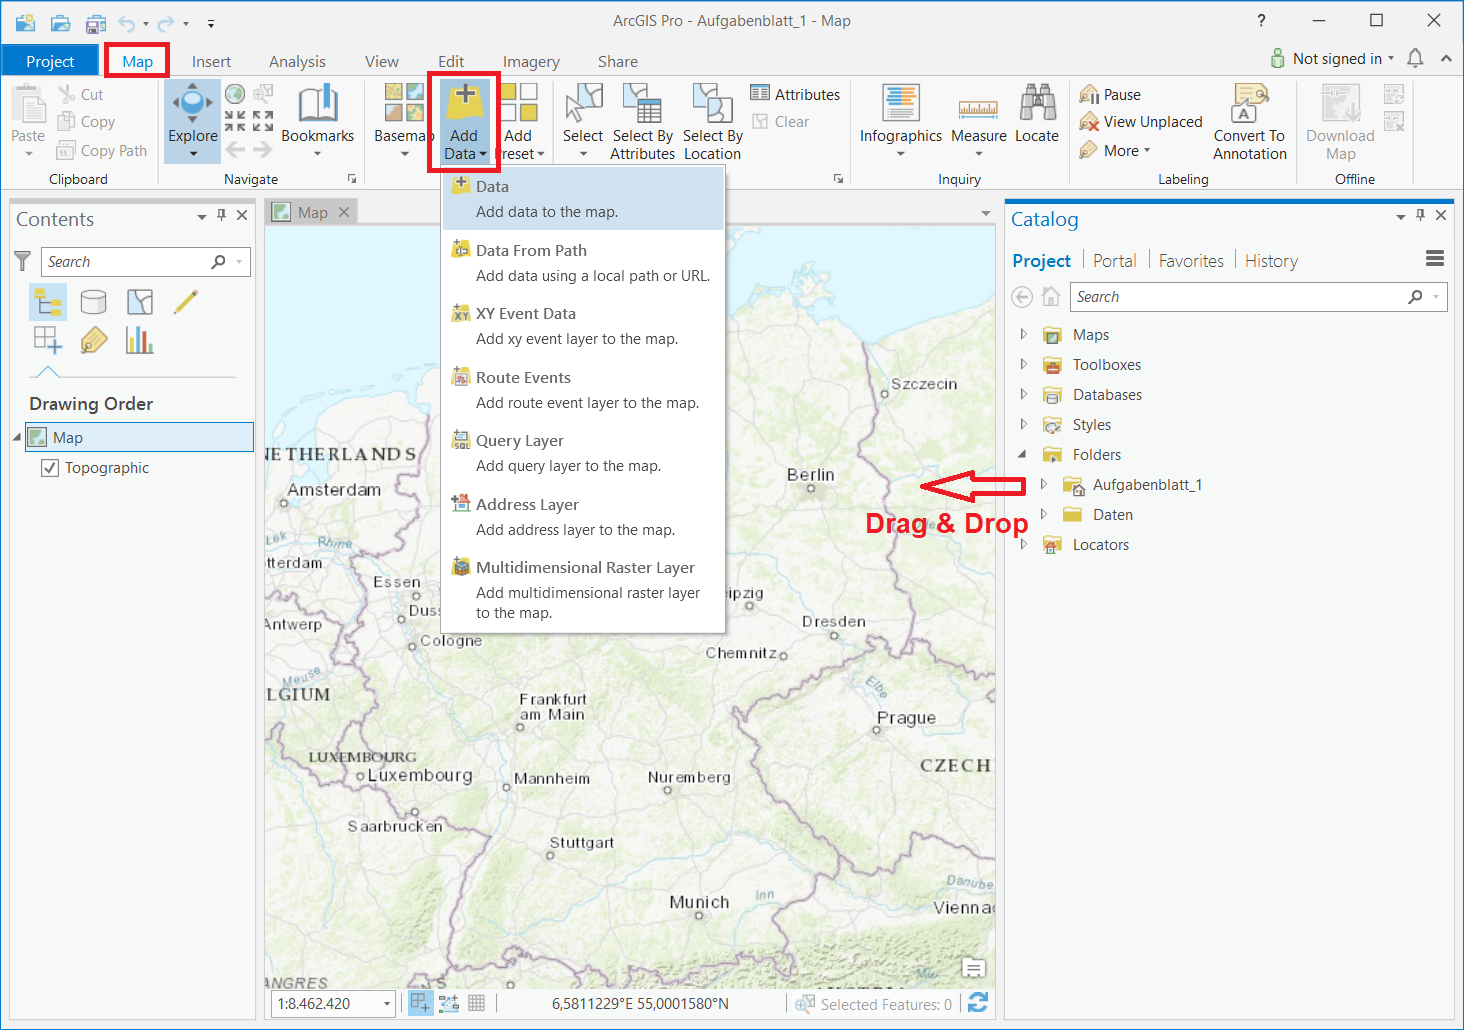 ArcGIS Pro - Aufgabenblatt_1 - Map
?
Project
Map
Insert
Analysis
View
Edit
Imagery
Share
Not signed in
Paste
Cut
Copy
Copy Path
Clipboard
Explore
Navigate
Bookmarks
Basemap
Add
Data
Add
Preset
Select
Select By
Attributes
Select By
Location
Attributes
Clear
Infographics
Measure
Locate
Inquiry
Pause
View Unplaced
More
Convert To
Annotation
Labeling
Download
Map
Offline
Contents
Search
Drawing Order
Map
Topographic
Map
Data
Add data to the map.
Data From Path
Add data using a local path or URL.
XY Event Data
Add xy event layer to the map.
Route Events
Add route event layer to the map.
Query Layer
Add query layer to the map.
Address Layer
Add address layer to the map.
Multidimensional Raster Layer
Add multidimensional raster layer
to the map.
Szczecin
Berlin
ETHERLANDS
Amsterdam
Lek
Rhine
tterdam
Essen
Duss
Antwerp
Cologne
ipzig
Dresden
Chemnitz
Meuse
LGIUM
Elbe
Frankfurt
am Main
Prague
LUXEMBOURG
Luxembourg
Mannheim
Nuremberg
CZECH
Saarbrucken
Stuttgart
Danube
Munich
Inn
Vienna
ANGRES
Drag & Drop
1:8.462.420
6,5811229°E 55,0001580°N
Selected Features: 0
Catalog
Project
Portal
Favorites
History
Search
Maps
Toolboxes
Databases
Styles
Folders
Aufgabenblatt_1
Daten
Locators